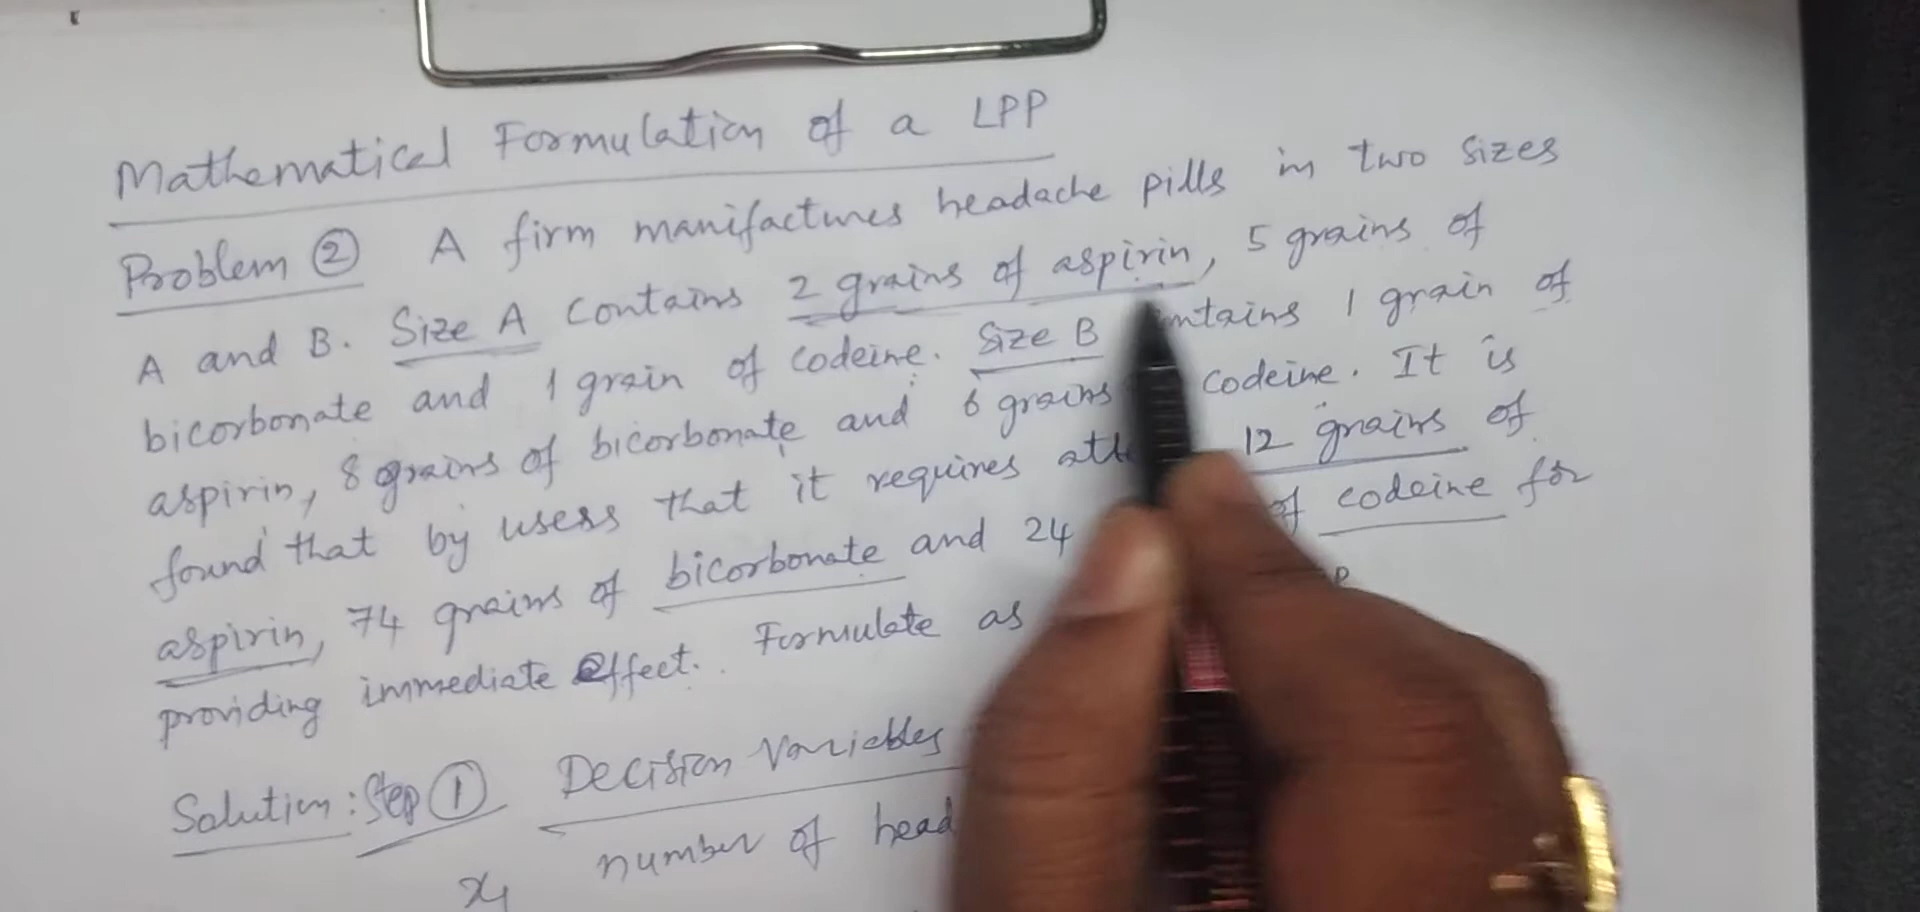 Mathematical Formulation of a LPP
Problem ② A firm manifactures headache pills in two sizes
A and B. Size A contains 2 grains of aspirin, 5 grains of
bicorbonate and 1 grain of codeine. Size B contains 1 grain of
aspirin, 8 grains of bicorbonate and 6 grains codeine. It is
found that by usess that it requires 12 grains of
aspirin, 74 grains of bicorbonate and 24 of codeine for
providing immediate effect. Formulate as
Solution: Step ① Decision Variables
x₁ number of head